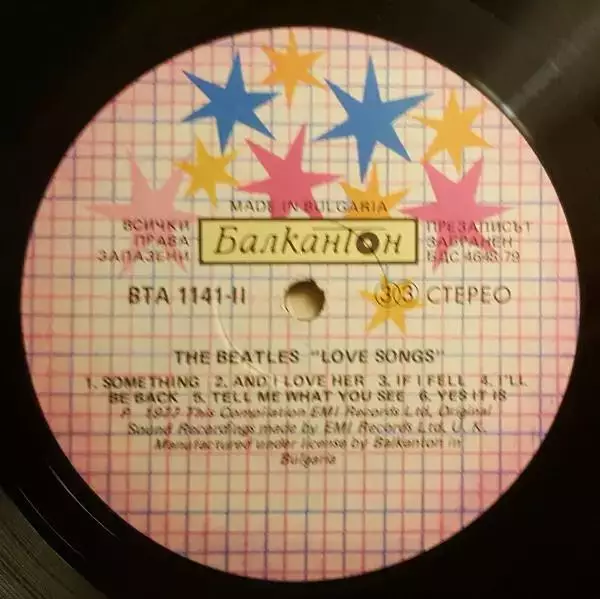 MADE IN BULGARIA
ВСИЧКИ
ПРАВА
ЗАПАЗЕНИ
Балкантон
ПРЕЗАПИСЪТ
ЗАБРАНЕН
БДС 4643-79
ВТА 1141-II
33 СТЕРЕО
THE BEATLES "LOVE SONGS"
1. SOMETHING 2. AND I LOVE HER 3. IF I FELL 4. I'LL
BE BACK 5. TELL ME WHAT YOU SEE 6. YES IT IS
P. 1977 This Compilation EMI Records Ltd, Original
Sound Recordings made by EMI Records Ltd, U. K.
Manufactured under license by Balkanton in
Bulgaria